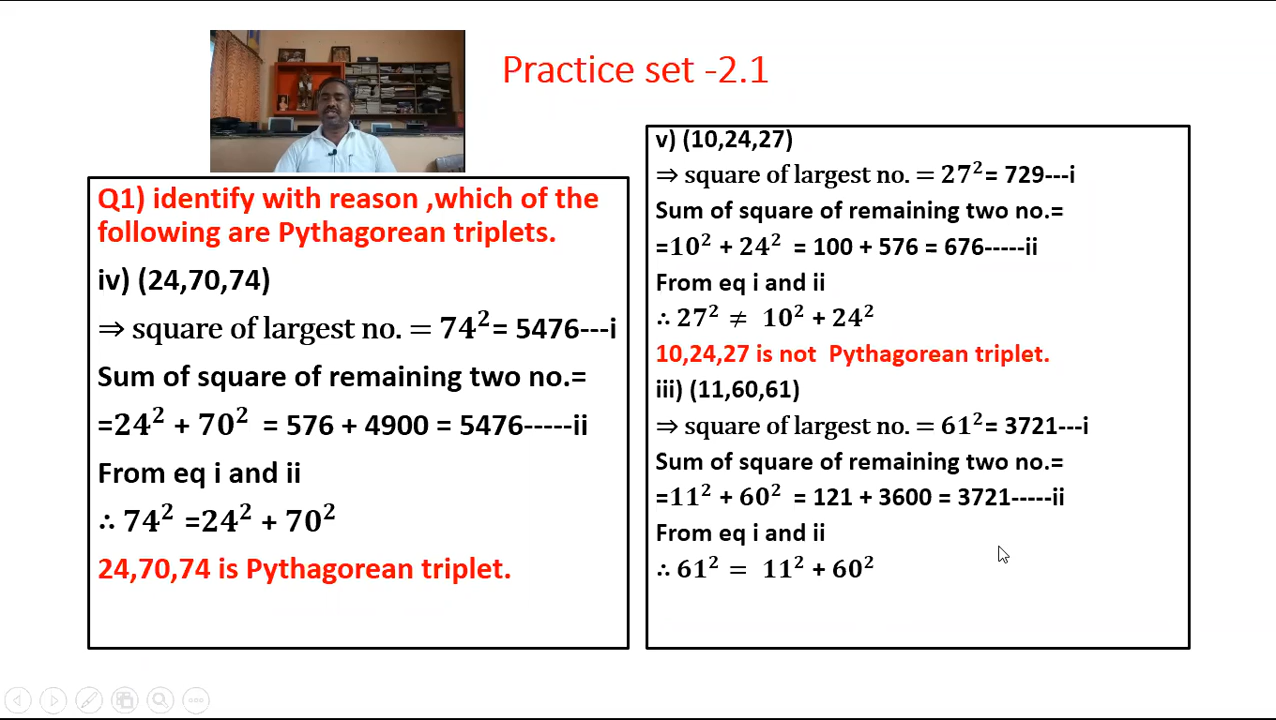 Practice set -2.1
Q1) identify with reason ,which of the
following are Pythagorean triplets.
iv) (24,70,74)
⇒ square of largest no. = 74²= 5476---i
Sum of square of remaining two no.=
=24² + 70² = 576 + 4900 = 5476-----ii
From eq i and ii
∴ 74² =24² + 70²
24,70,74 is Pythagorean triplet.
v) (10,24,27)
⇒ square of largest no. = 27²= 729---i
Sum of square of remaining two no.=
=10² + 24² = 100 + 576 = 676-----ii
From eq i and ii
∴ 27² ≠ 10² + 24²
10,24,27 is not Pythagorean triplet.
iii) (11,60,61)
⇒ square of largest no. = 61²= 3721---i
Sum of square of remaining two no.=
=11² + 60² = 121 + 3600 = 3721-----ii
From eq i and ii
∴ 61² = 11² + 60²